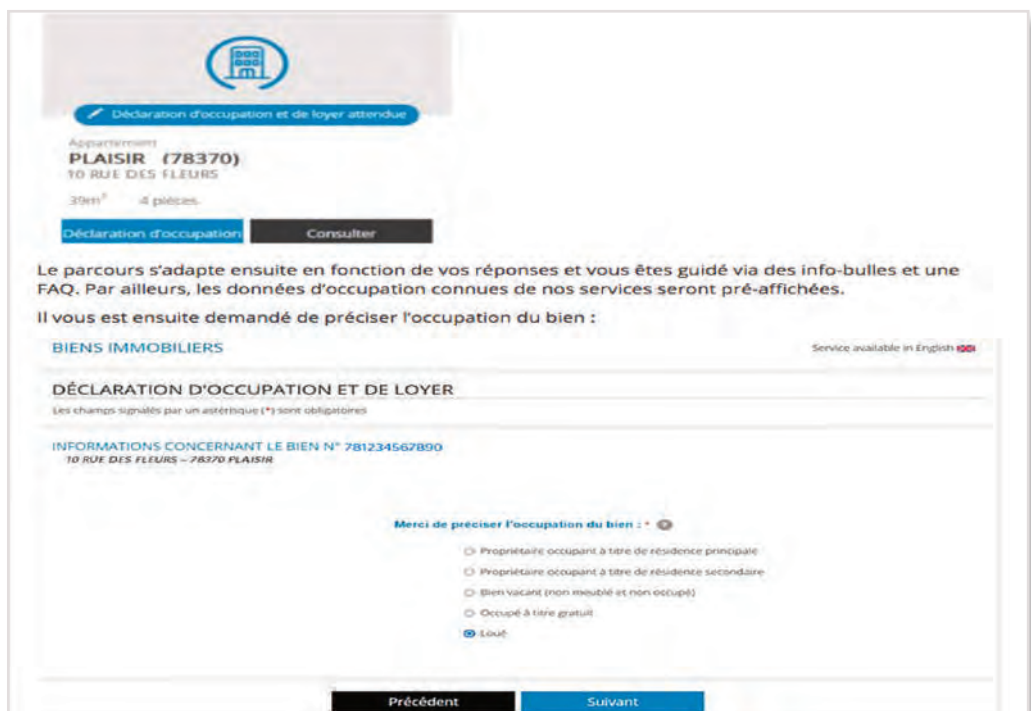 Déclaration d'occupation et de loyer attendue
Appartement
PLAISIR (78370)
10 RUE DES FLEURS
39m² 4 pièces
Déclaration d'occupation Consulter
Le parcours s'adapte ensuite en fonction de vos réponses et vous êtes guidé via des info-bulles et une
FAQ. Par ailleurs, les données d'occupation connues de nos services seront pré-affichées.
Il vous est ensuite demandé de préciser l'occupation du bien :
BIENS IMMOBILIERS Service available in English
DÉCLARATION D'OCCUPATION ET DE LOYER
Les champs signalés par un astérisque (*) sont obligatoires
INFORMATIONS CONCERNANT LE BIEN N° 781234567890
10 RUE DES FLEURS – 78370 PLAISIR
Merci de préciser l'occupation du bien : * ?
Propriétaire occupant à titre de résidence principale
Propriétaire occupant à titre de résidence secondaire
Bien vacant (non meublé et non occupé)
Occupé à titre gratuit
Loué
Précédent Suivant